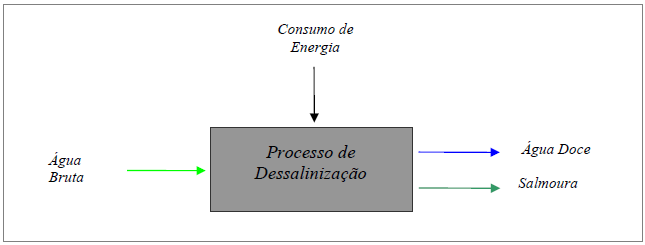 Consumo de
Energia
Água
Bruta
Processo de
Dessalinização
Água Doce
Salmoura